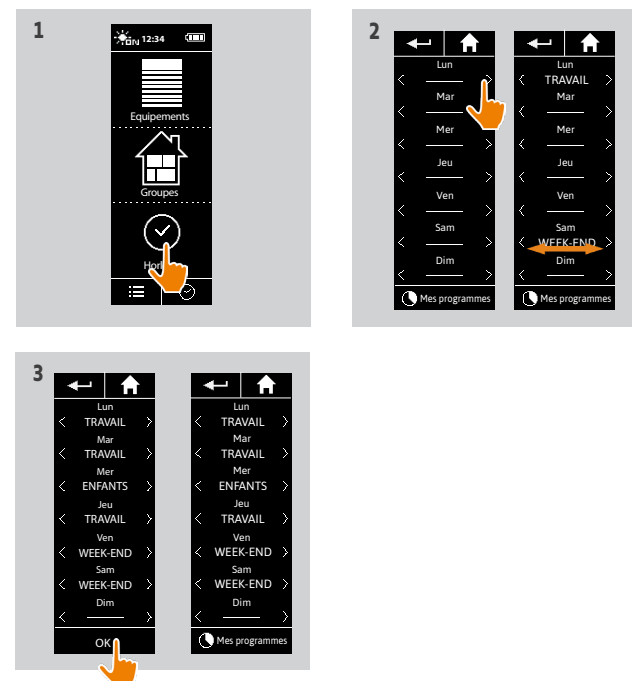 1
ON 12:34
Equipements
Groupes
2
Lun
Mar
Mer
Jeu
Ven
Sam
Dim
Mes programmes
Lun
TRAVAIL
Mar
Mer
Jeu
Ven
Sam
WEEK-END
Dim
Mes programmes
3
Lun
TRAVAIL
Mar
TRAVAIL
Mer
ENFANTS
Jeu
TRAVAIL
Ven
WEEK-END
Sam
WEEK-END
Dim
OK
Lun
TRAVAIL
Mar
TRAVAIL
Mer
ENFANTS
Jeu
TRAVAIL
Ven
WEEK-END
Sam
WEEK-END
Dim
Mes programmes